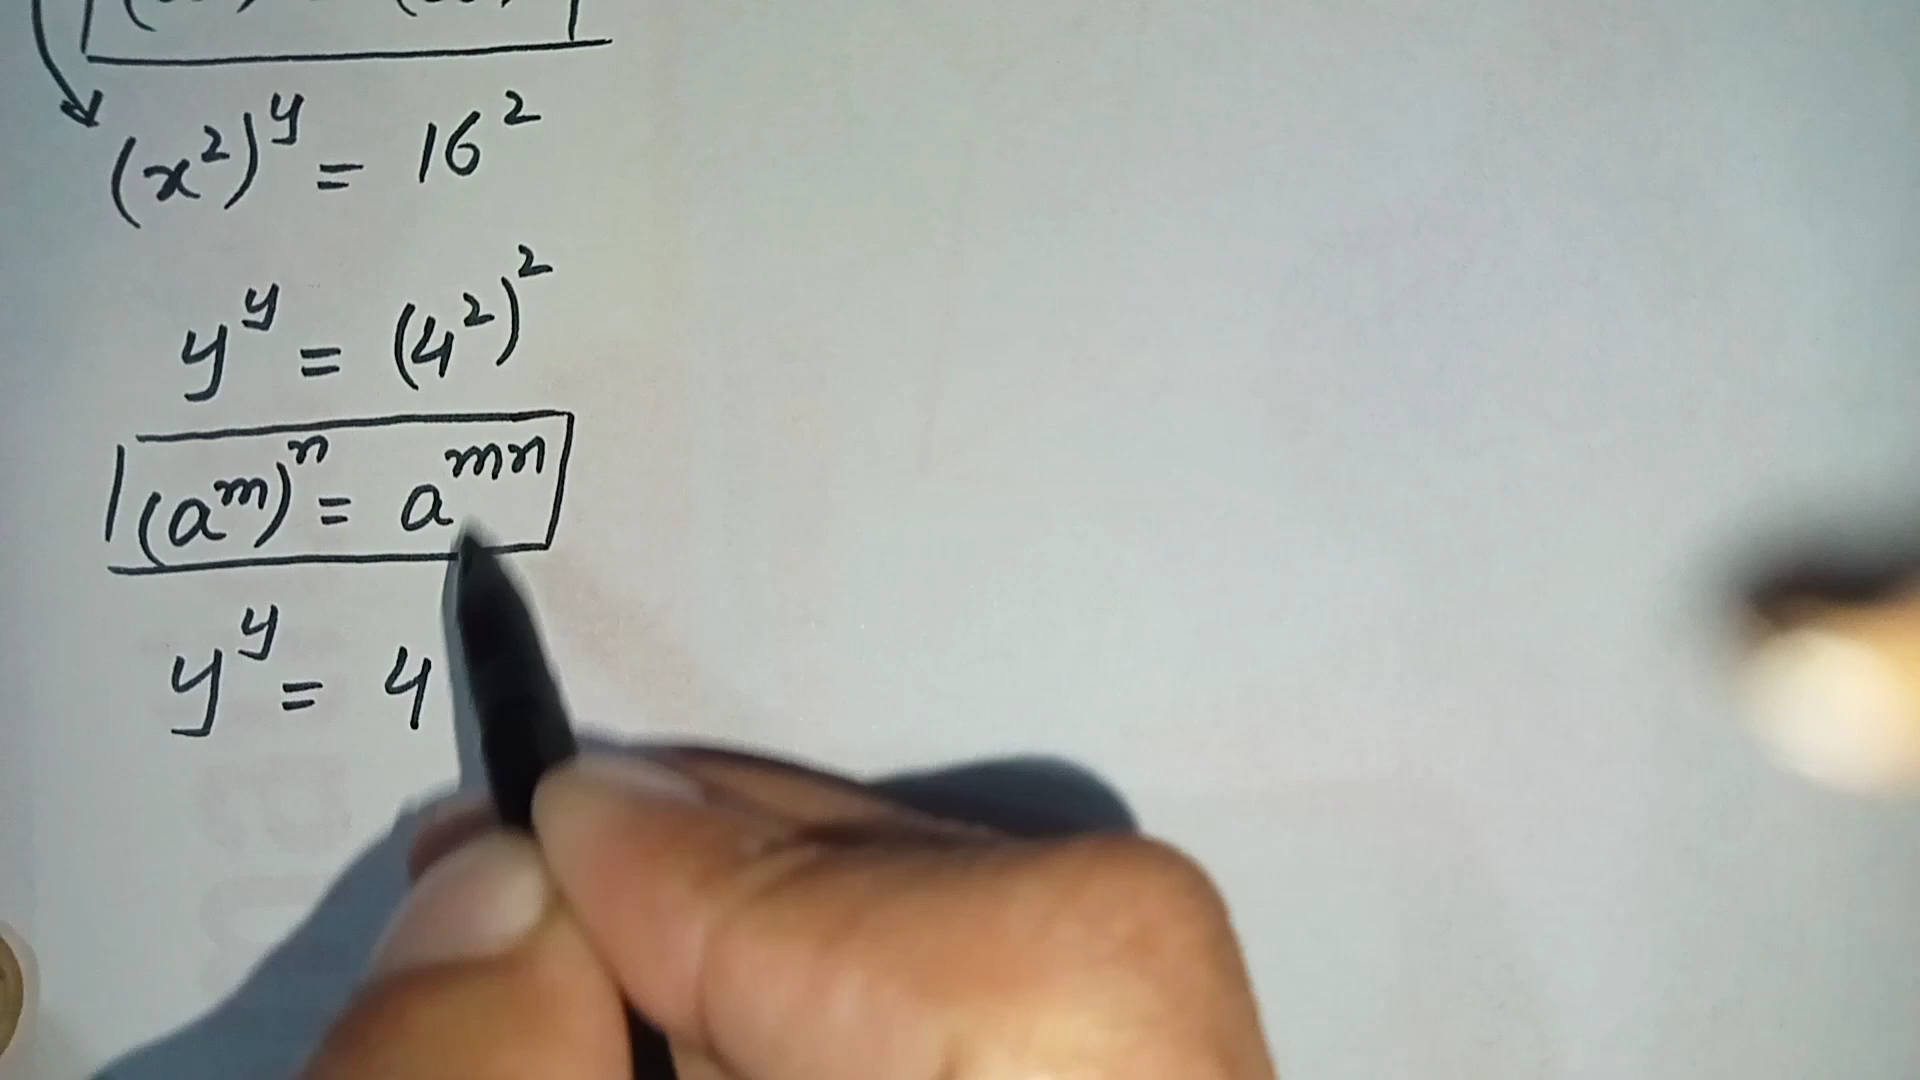 (x²)^y = 16²
y^y = (4²)²
(a^m)^n = a^mn
y^y = 4